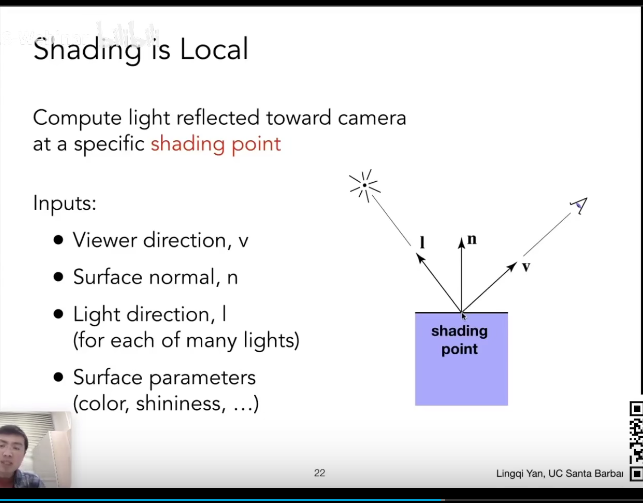 Shading is Local
Compute light reflected toward camera
at a specific shading point
Inputs:
• Viewer direction, v
• Surface normal, n
• Light direction, l
(for each of many lights)
• Surface parameters
(color, shininess, …)
l
n
v
shading
point
22
Lingqi Yan, UC Santa Barbar